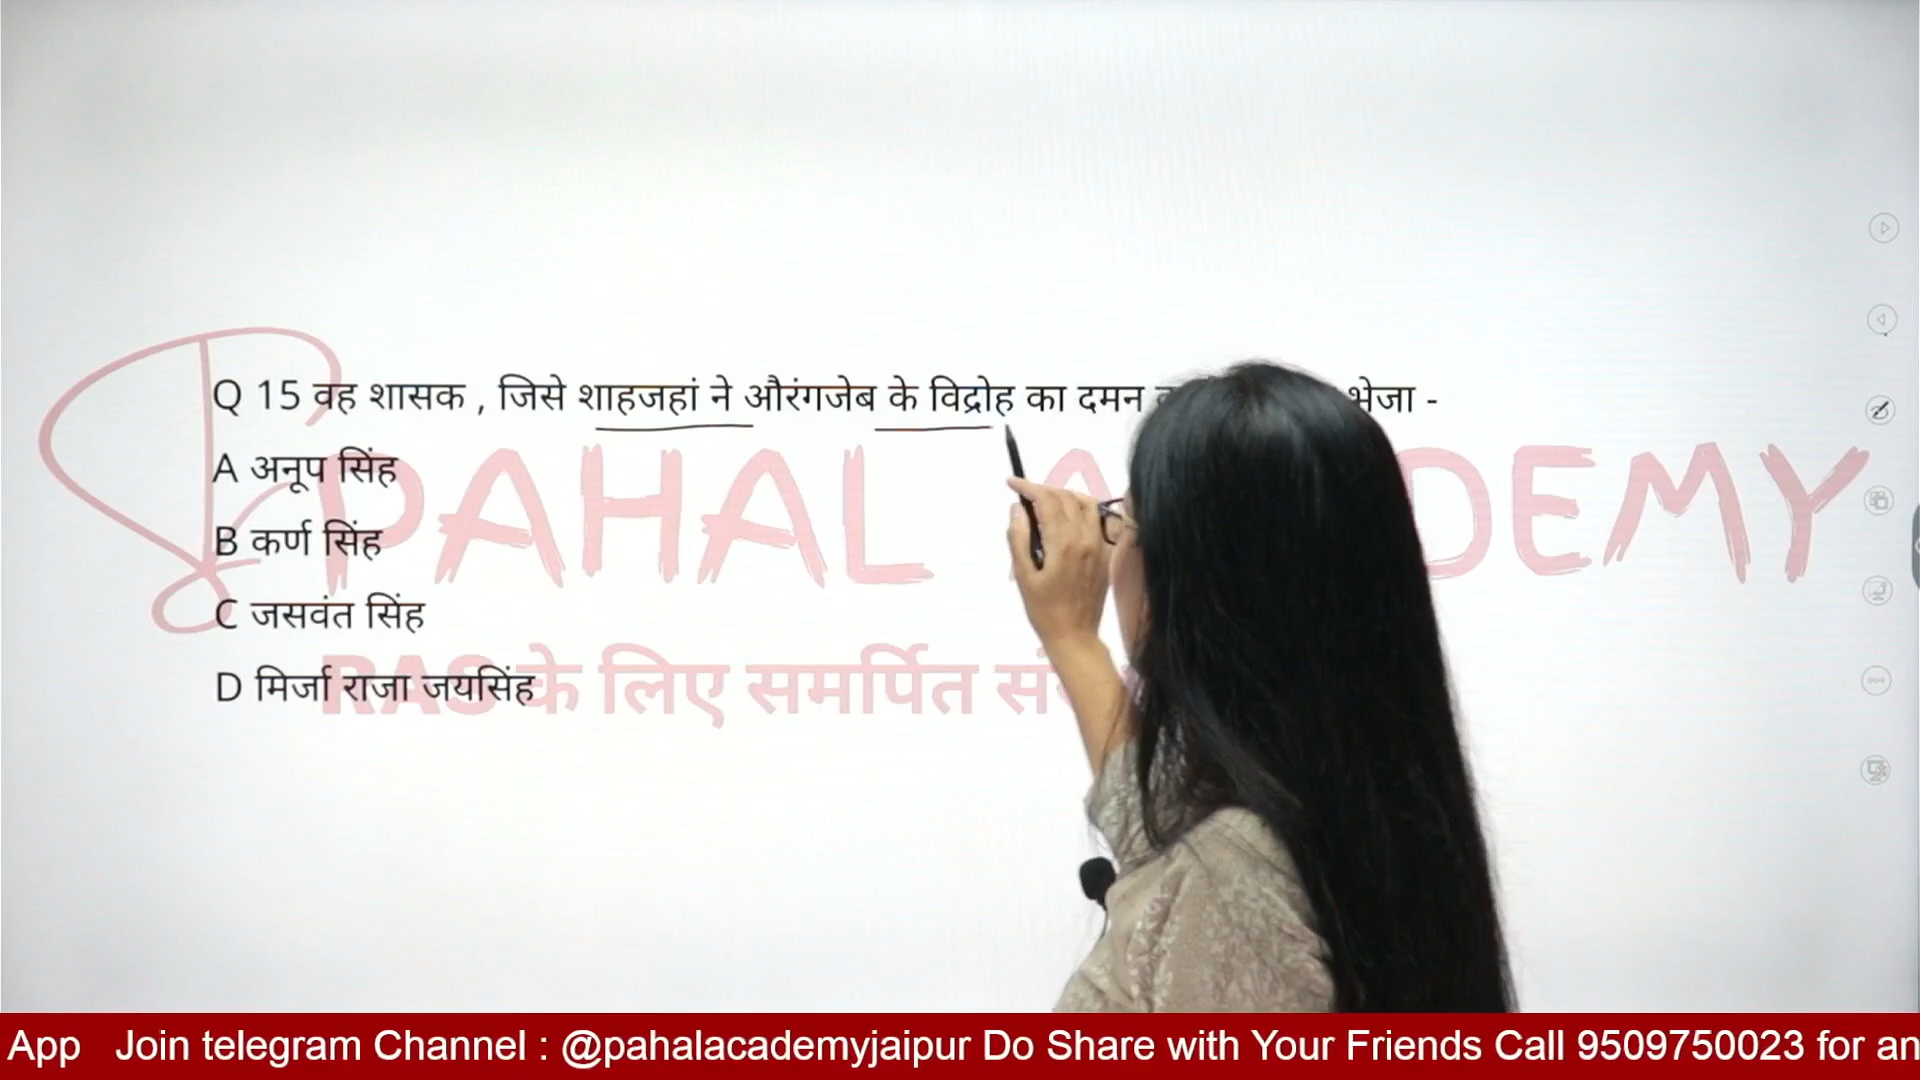 Q 15 वह शासक , जिसे शाहजहां ने औरंगजेब के विद्रोह का दमन भेजा -
A अनूप सिंह
B कर्ण सिंह
C जसवंत सिंह
D मिर्जा राजा जयसिंह
PAHAL ACADEMY
RAS के लिए समर्पित
App Join telegram Channel : @pahalacademyjaipur Do Share with Your Friends Call 9509750023 for an